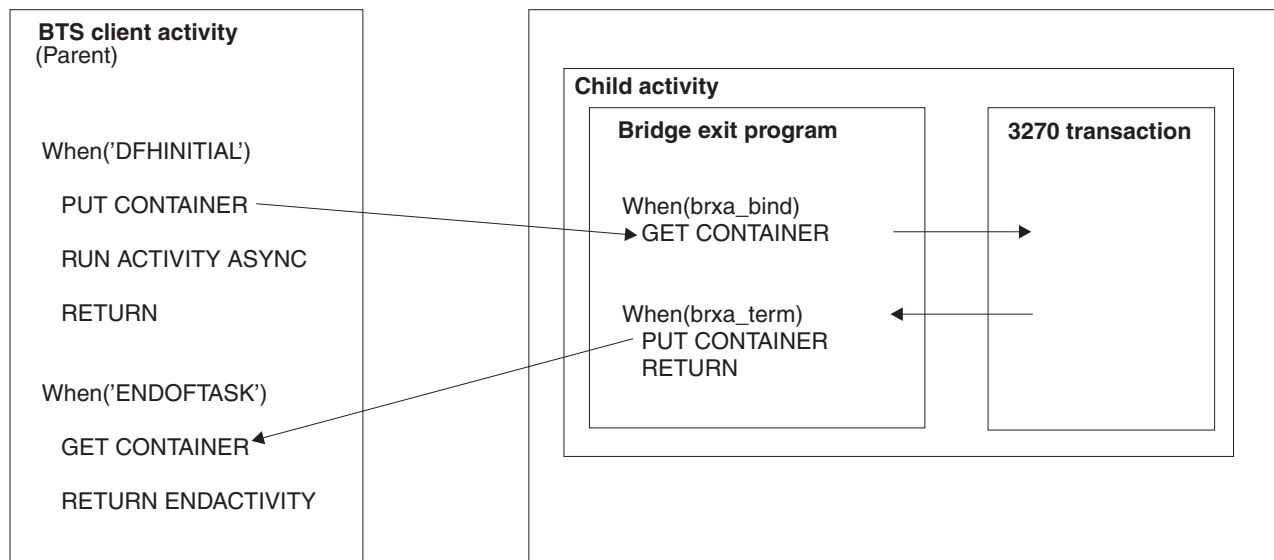 BTS client activity
(Parent)
When('DFHINITIAL')
PUT CONTAINER
RUN ACTIVITY ASYNC
RETURN
When('ENDOFTASK')
GET CONTAINER
RETURN ENDACTIVITY
Child activity
Bridge exit program
When(brxa_bind)
GET CONTAINER
When(brxa_term)
PUT CONTAINER
RETURN
3270 transaction